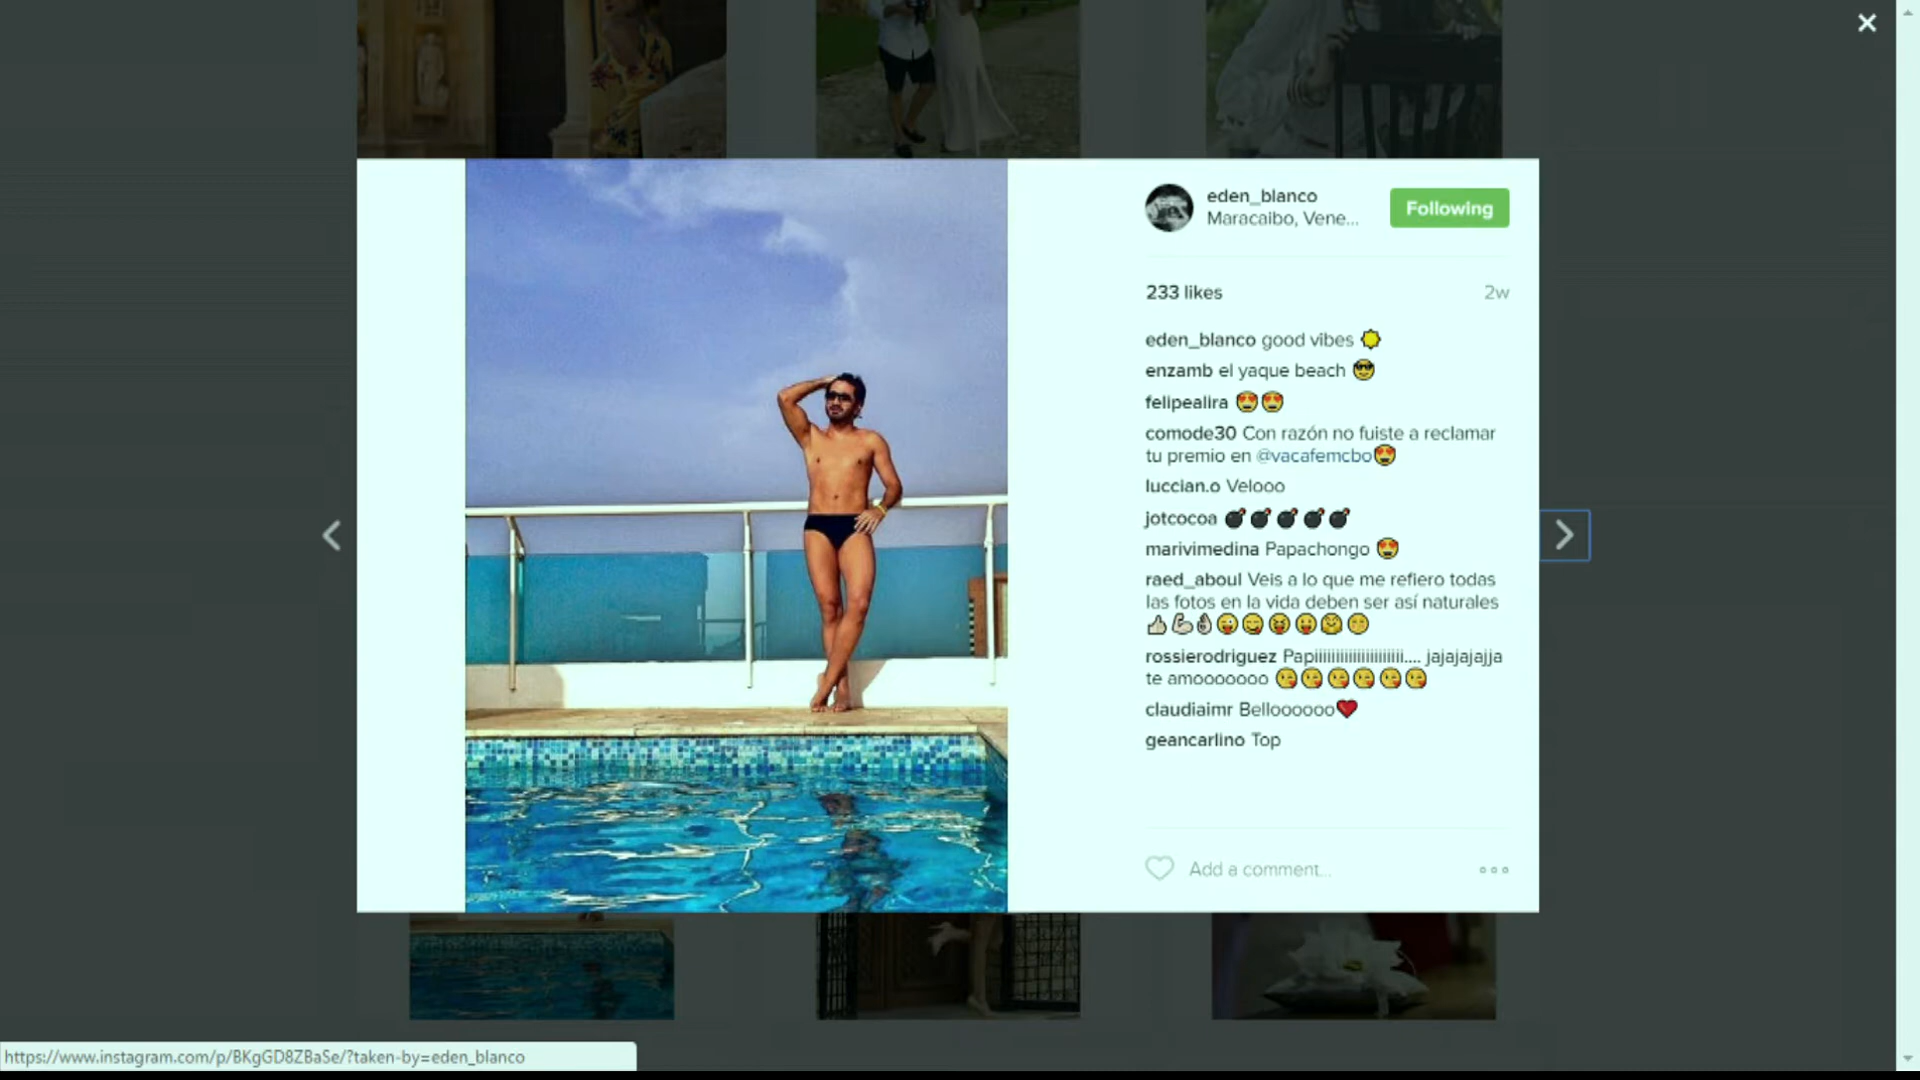 eden_blanco
Maracaibo, Vene...
Following
233 likes
2w
eden_blanco good vibes
enzamb el yaque beach 😎
felipealira 😍😍
comode30 Con razón no fuiste a reclamar
tu premio en @vacafemcbo😍
luccian.o Velooo
jotcocoa 💣💣💣💣💣
marivimedina Papachongo 😍
raed_aboul Veis a lo que me refiero todas
las fotos en la vida deben ser así naturales
rossierodriguez Papiiiiiiiiiiiiiiiiiiiii.... jajajajajja
te amooooooo 😘😘😘😘😘😘
claudiaimr Belloooooo❤
geancarlino Top
Add a comment...
https://www.instagram.com/p/BKgGD8ZBaSe/?taken-by=eden_blanco